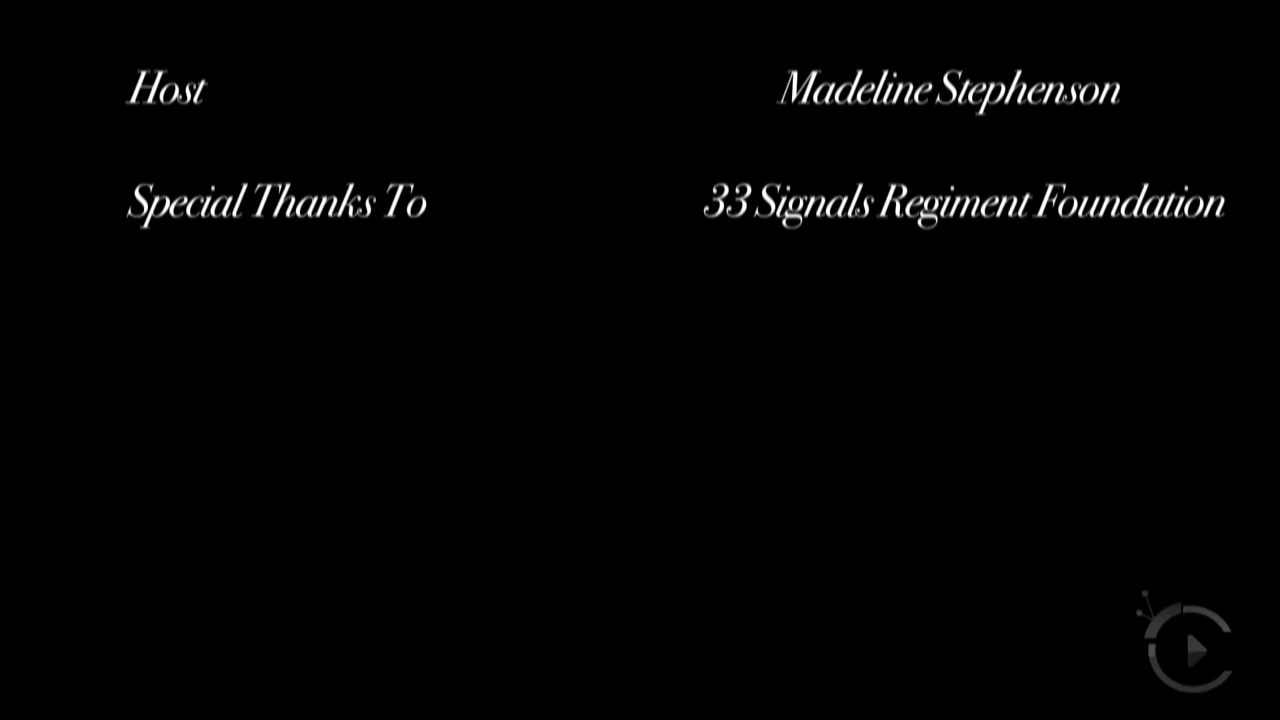 Host Madeline Stephenson
Special Thanks To 33 Signals Regiment Foundation